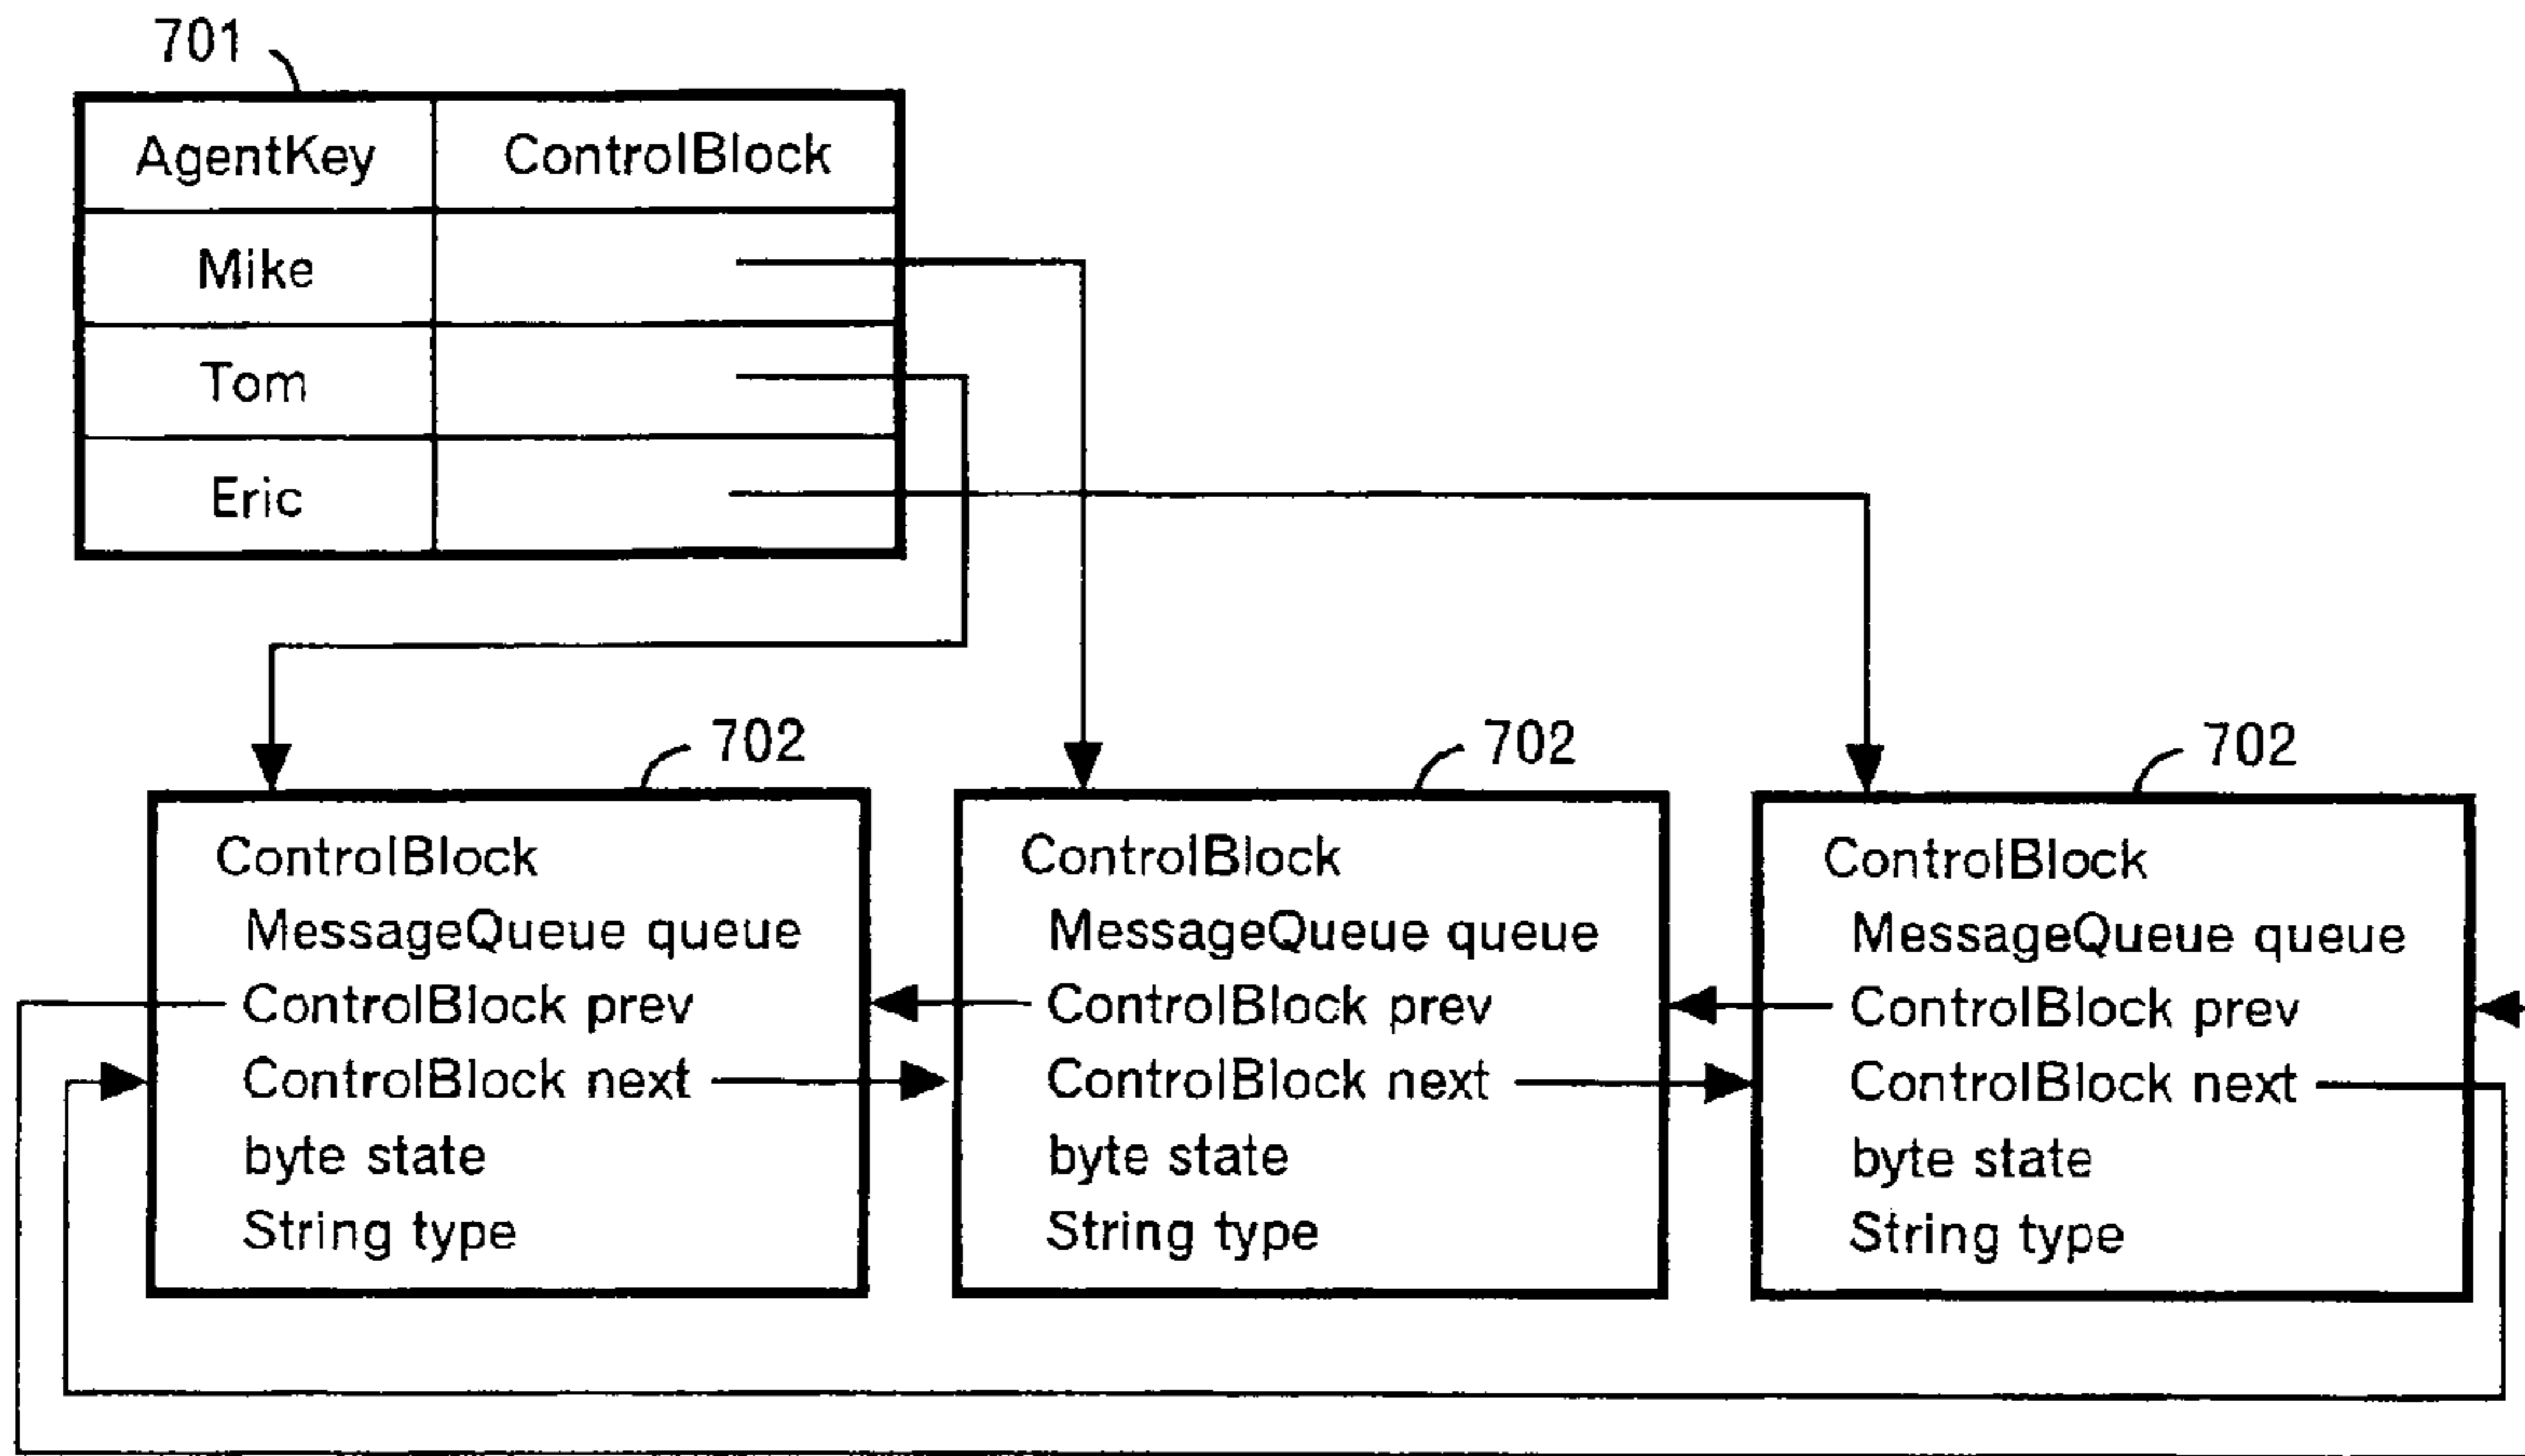 701
AgentKey ControlBlock
Mike
Tom
Eric
702
ControlBlock
MessageQueue queue
ControlBlock prev
ControlBlock next
byte state
String type
702
ControlBlock
MessageQueue queue
ControlBlock prev
ControlBlock next
byte state
String type
702
ControlBlock
MessageQueue queue
ControlBlock prev
ControlBlock next
byte state
String type